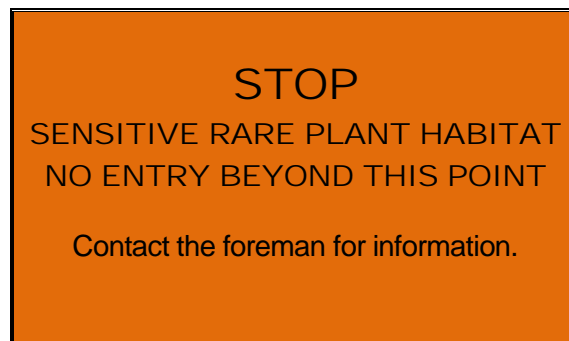 STOP
SENSITIVE RARE PLANT HABITAT
NO ENTRY BEYOND THIS POINT
Contact the foreman for information.